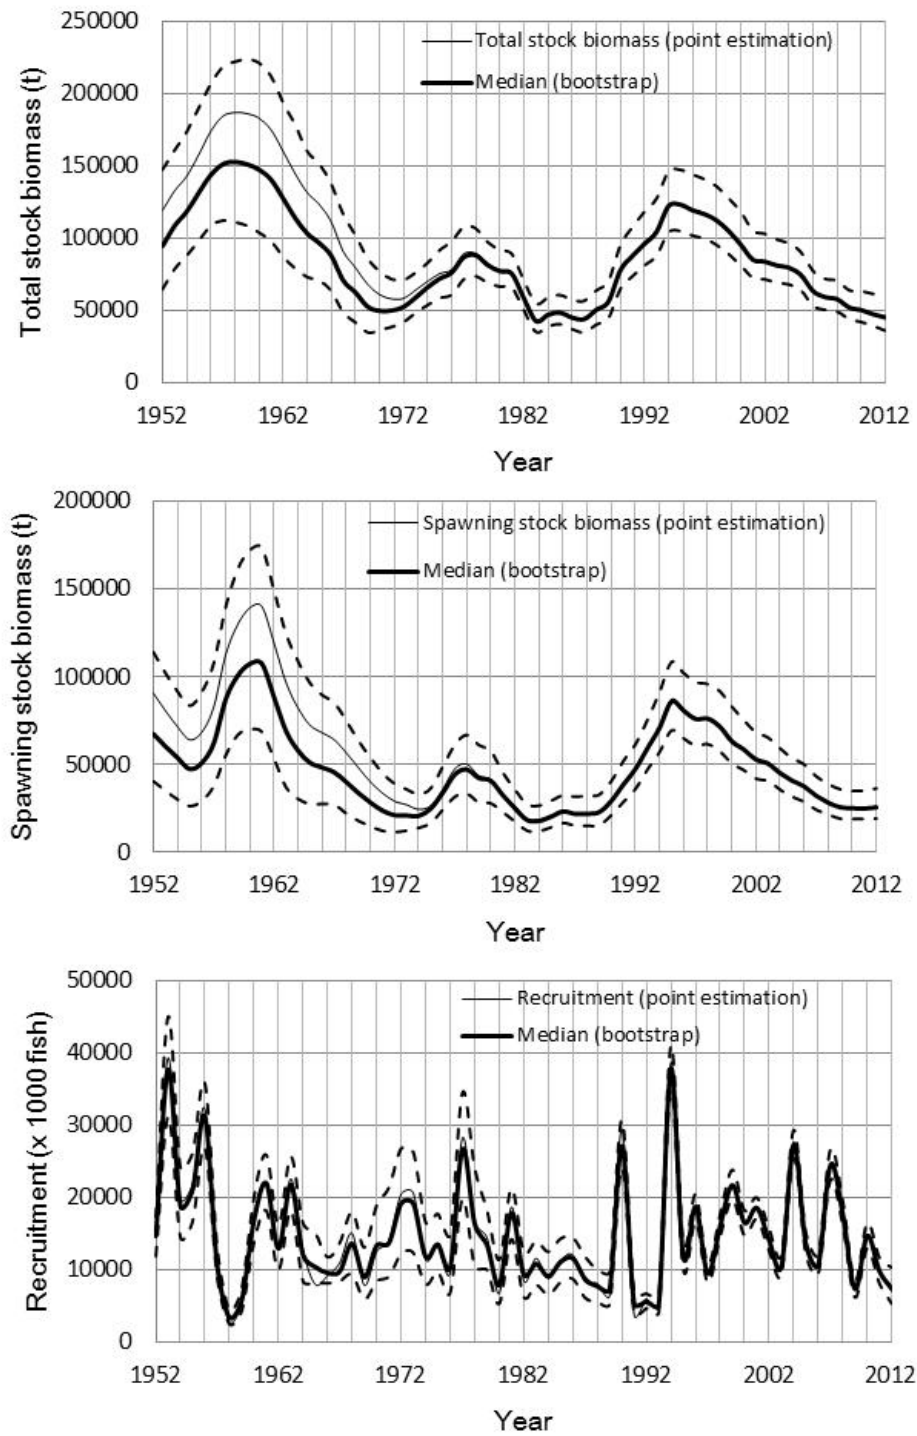 250000
200000
150000
100000
50000
0
Total stock biomass (t)
Total stock biomass (point estimation)
Median (bootstrap)
1952 1962 1972 1982 1992 2002 2012
Year
200000
150000
100000
50000
0
Spawning stock biomass (t)
Spawning stock biomass (point estimation)
Median (bootstrap)
1952 1962 1972 1982 1992 2002 2012
Year
50000
40000
30000
20000
10000
0
Recruitment (x 1000 fish)
Recruitment (point estimation)
Median (bootstrap)
1952 1962 1972 1982 1992 2002 2012
Year